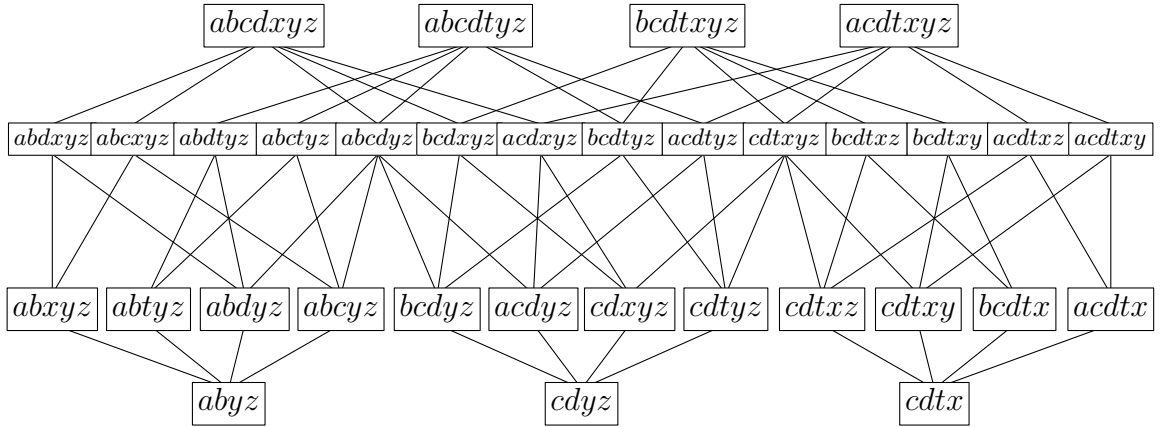 abcdxyz abcdtyz bcdtxyz acdtxyz
abdxyz abcxyz abdtyz abctyz abcdyz bcdxyz acdxyz bcdtyz acdtyz cdtxyz bcdtxz bcdtxy acdtxz acdtxy
abxyz abtyz abdyz abcyz bcdyz acdyz cdxyz cdtyz cdtxz cdtxy bcdtx acdtx
abyz cdyz cdtx